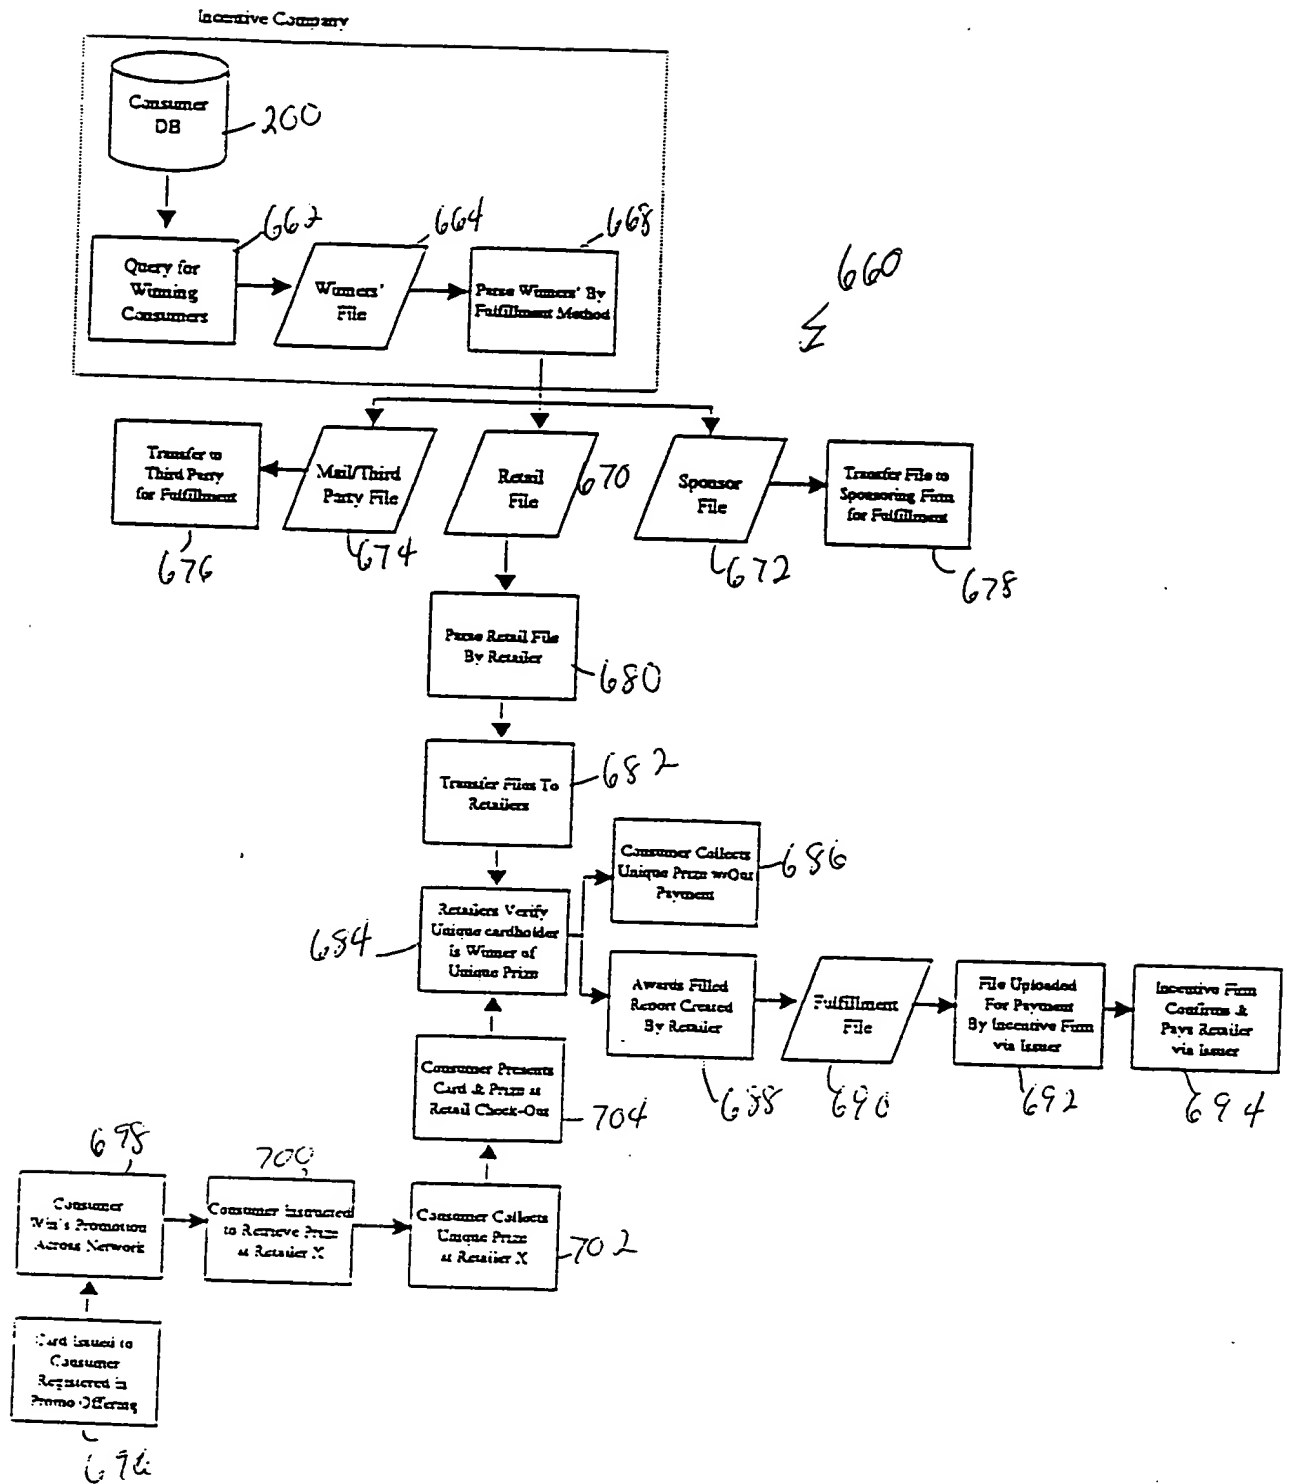 Incentive Company
Consumer
DB
200
662
664
668
660
Query for
Winning
Consumers
Winners'
File
Parse Winners' By
Fulfillment Method
Transfer to
Third Party
for Fulfillment
Mail/Third
Party File
Retail
File
670
Sponsor
File
Transfer File to
Sponsoring Firm
for Fulfillment
676
674
672
678
Parse Retail File
By Retailer
680
Transfer Files To
Retailers
682
Consumer Collects
Unique Prize w/Out
Payment
686
684
Retailers Verify
Unique cardholder
is Winner of
Unique Prize
Awards Filled
Report Created
By Retailer
Fulfillment
File
File Uploaded
For Payment
By Incentive Firm
via Issuer
Incentive Firm
Confirms &
Pays Retailer
via Issuer
688
690
692
694
Consumer Presents
Card & Prize at
Retail Check-Out
704
698
700
Consumer
Win's Promotion
Across Network
Consumer Instructed
to Retrieve Prize
at Retailer X
Consumer Collects
Unique Prize
at Retailer X
702
Card Issued to
Consumer
Registered in
Promo Offering
696